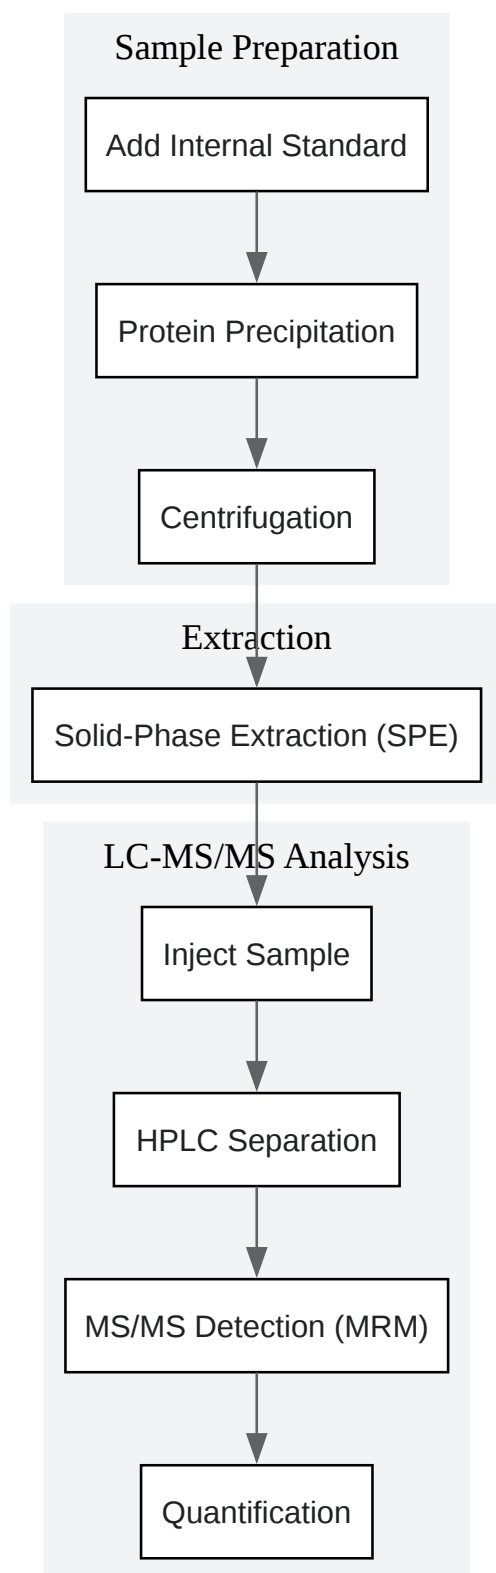 Sample Preparation
Add Internal Standard
Protein Precipitation
Centrifugation
Extraction
Solid-Phase Extraction (SPE)
LC-MS/MS Analysis
Inject Sample
HPLC Separation
MS/MS Detection (MRM)
Quantification